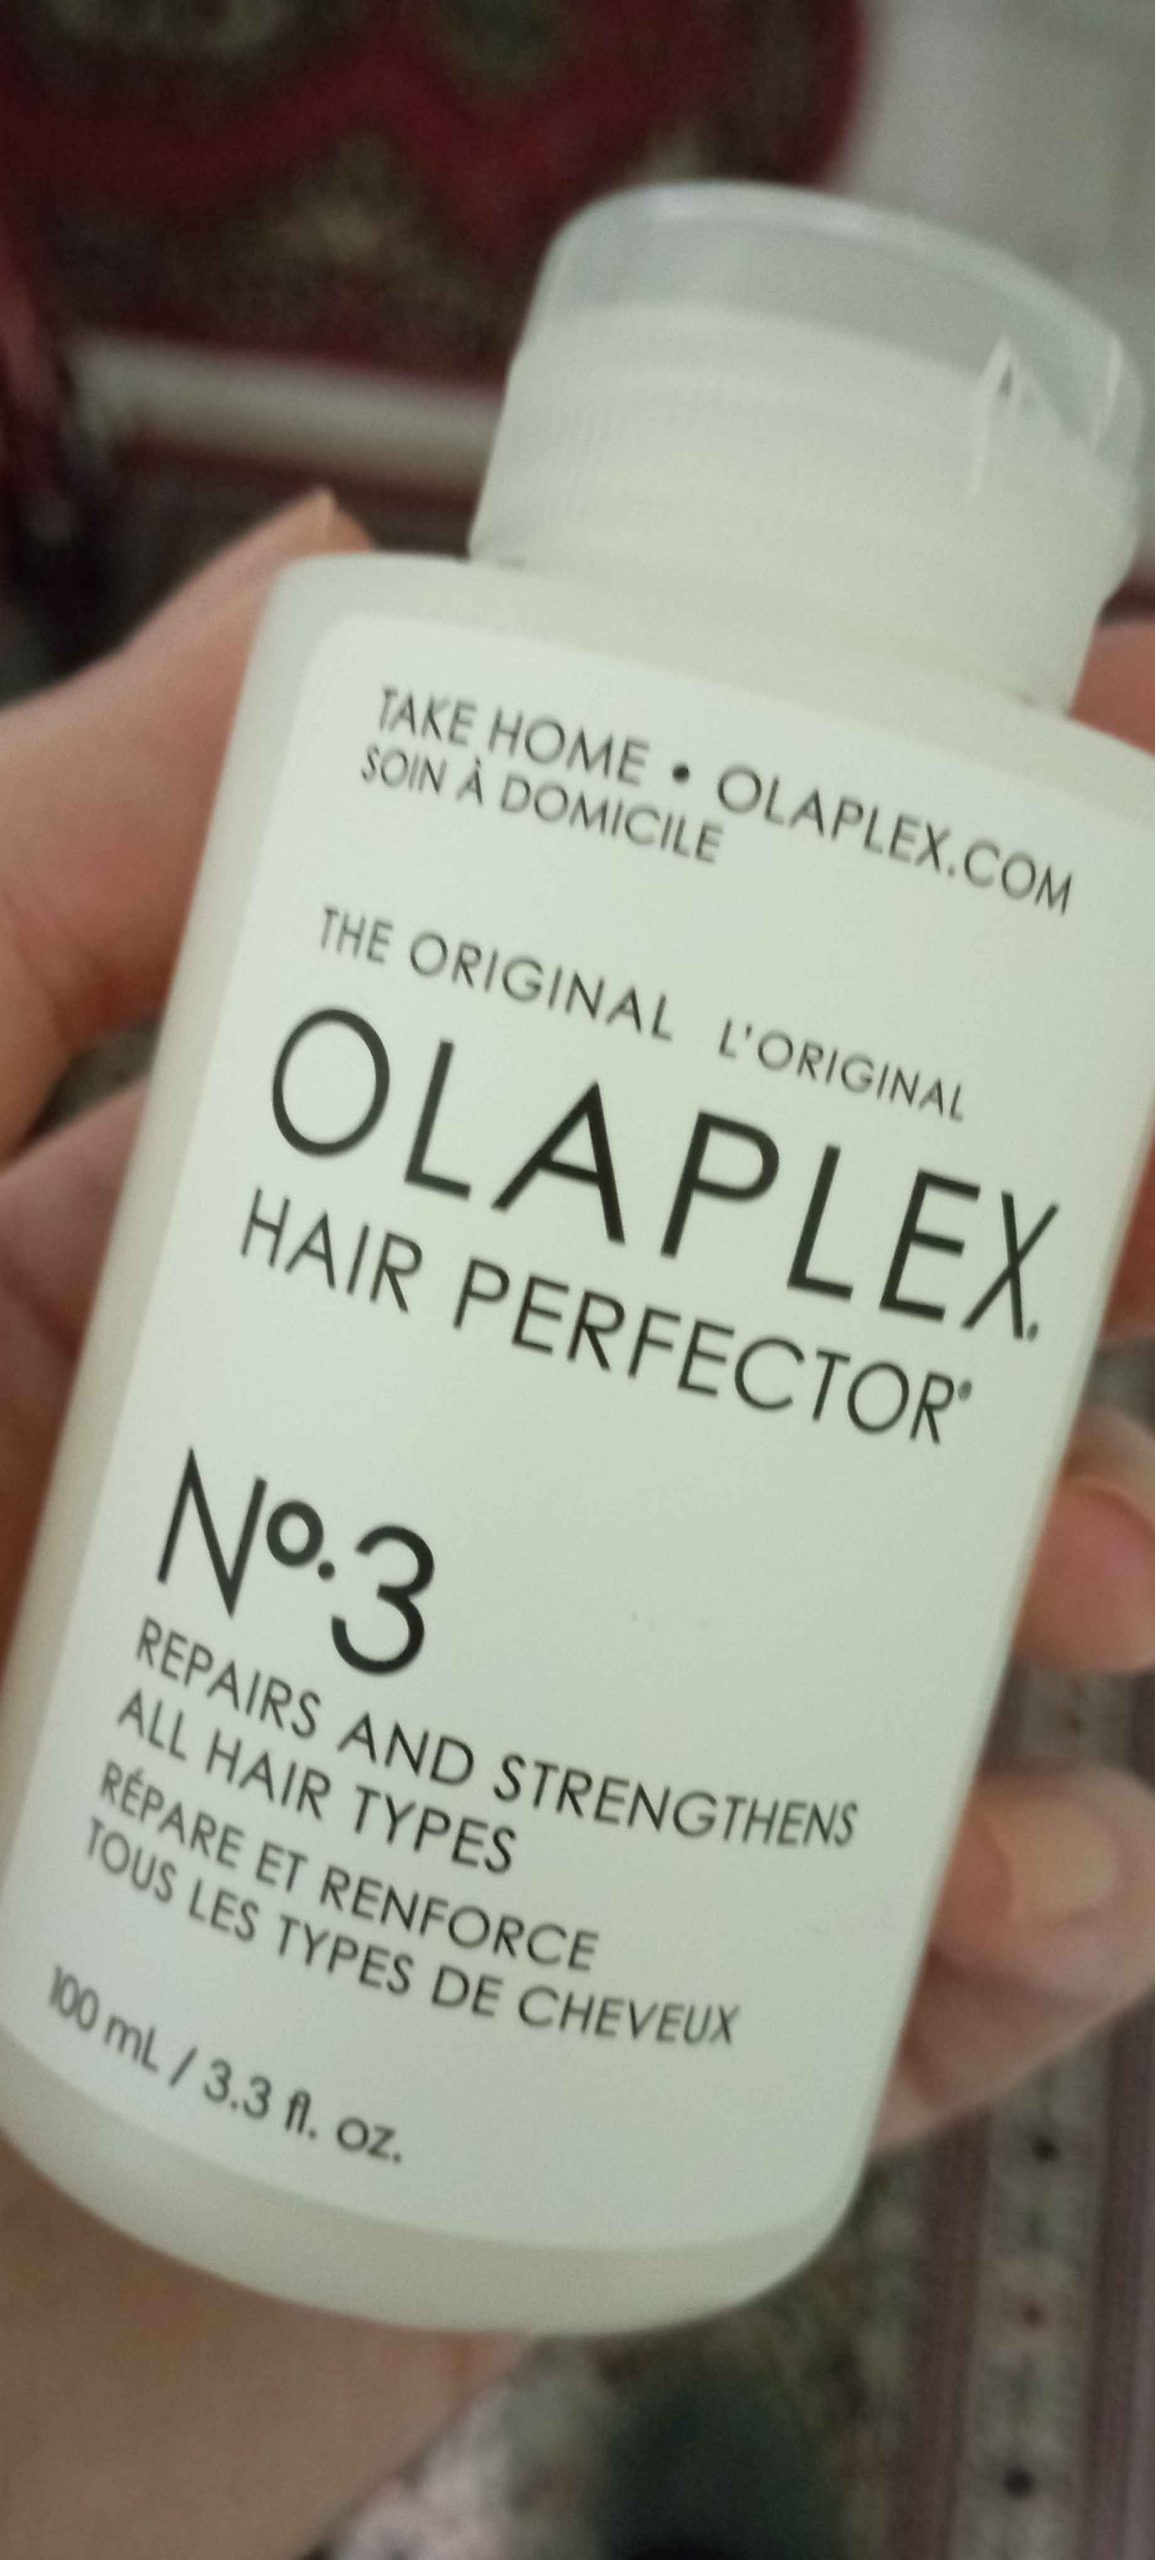 TAKE HOME • OLAPLEX.COM
SOIN À DOMICILE
THE ORIGINAL L'ORIGINAL
OLAPLEX®
HAIR PERFECTOR®
Nº.3
REPAIRS AND STRENGTHENS
ALL HAIR TYPES
RÉPARE ET RENFORCE
TOUS LES TYPES DE CHEVEUX
100 mL / 3.3 fl. oz.